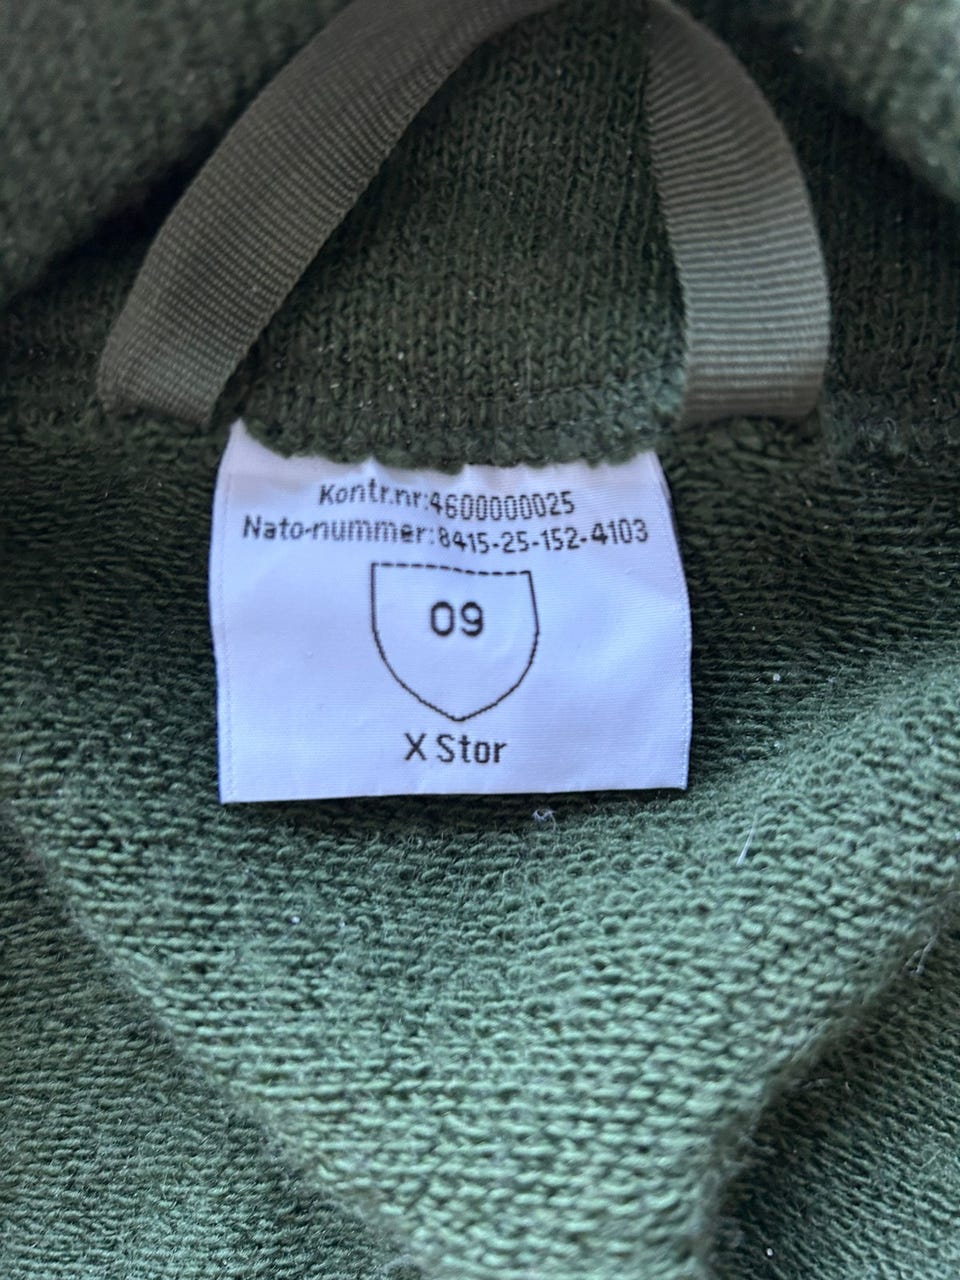 Kontr.nr:4600000025
Nato-nummer:8415-25-152-4103
09
X Stor